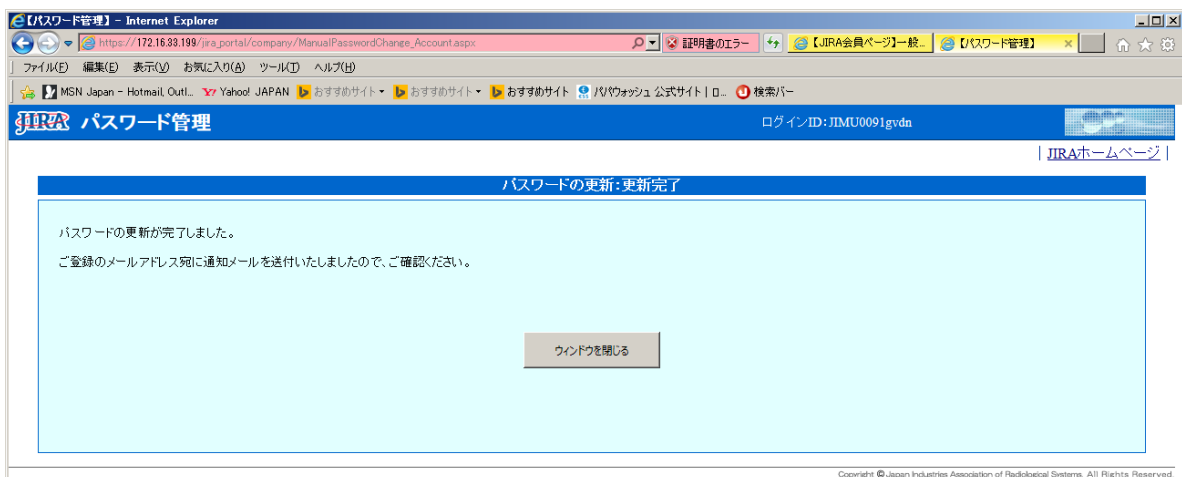 【パスワード管理】 - Internet Explorer
https://172.16.33.199/jira_portal/company/ManualPasswordChange_Account.aspx
証明書のエラー
【JIRA会員ページ】一般...
【パスワード管理】
ファイル(F) 編集(E) 表示(V) お気に入り(A) ツール(T) ヘルプ(H)
MSN Japan - Hotmail, Outl... Yahoo! JAPAN おすすめサイト おすすめサイト おすすめサイト パパウォッシュ 公式サイト | ロ... 検索バー
JIRA パスワード管理 ログインID:JIMU0091gvdn
| JIRAホームページ |
パスワードの更新:更新完了
パスワードの更新が完了しました。
ご登録のメールアドレス宛に通知メールを送付いたしましたので、ご確認ください。
ウィンドウを閉じる
Copyright © Japan Industries Association of Radiological Systems. All Rights Reserved.